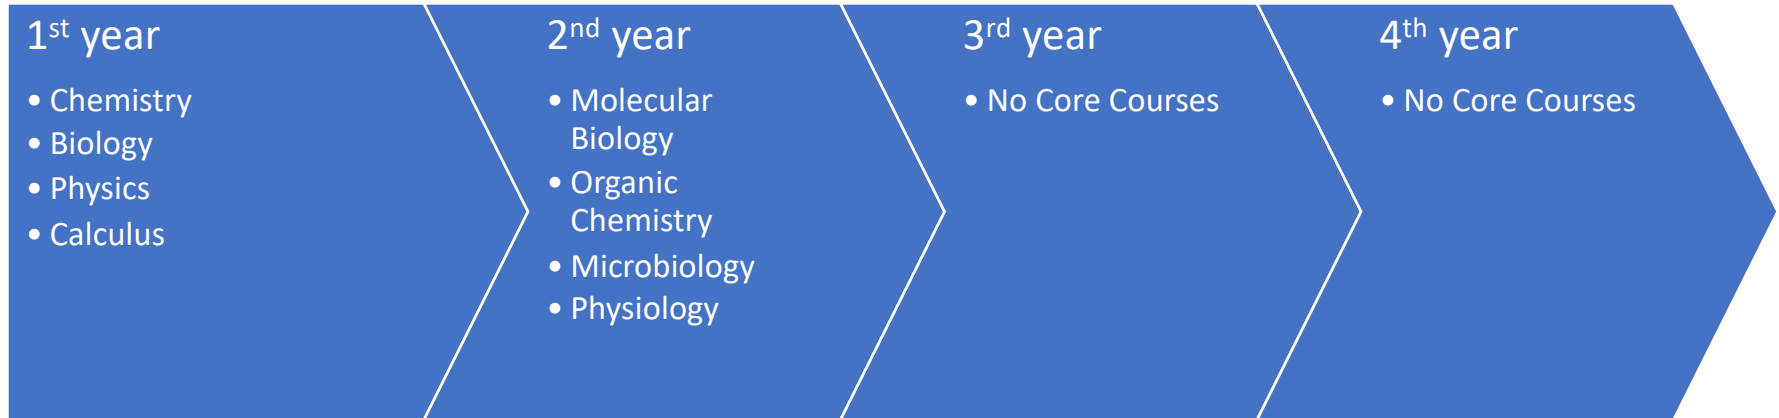 1st year
• Chemistry
• Biology
• Physics
• Calculus
2nd year
• Molecular
Biology
• Organic
Chemistry
• Microbiology
• Physiology
3rd year
• No Core Courses
4th year
• No Core Courses